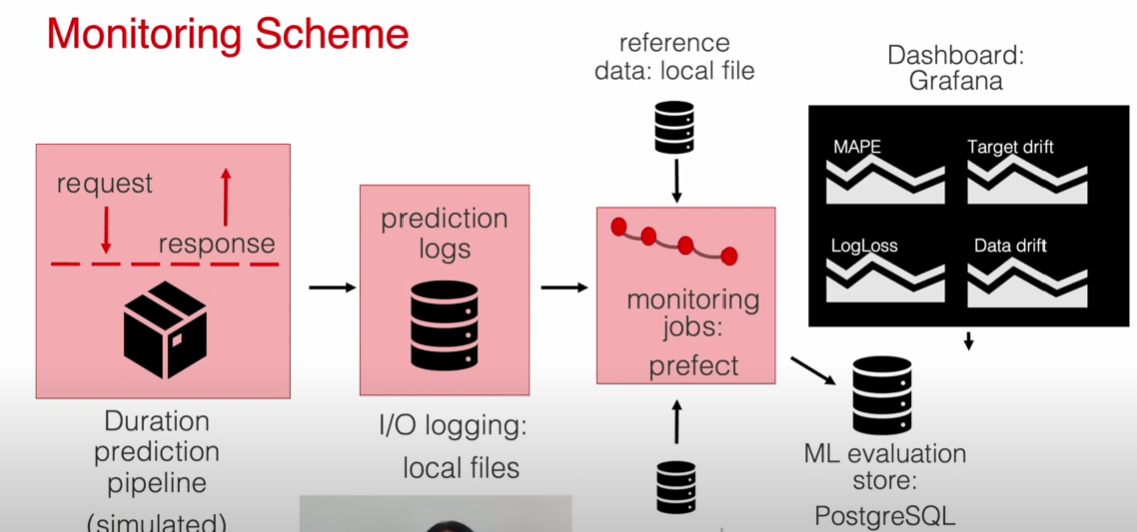 Monitoring Scheme
request
response
Duration
prediction
pipeline
(simulated)
prediction
logs
I/O logging:
local files
reference
data: local file
monitoring
jobs:
prefect
Dashboard:
Grafana
MAPE
Target drift
LogLoss
Data drift
ML evaluation
store:
PostgreSQL